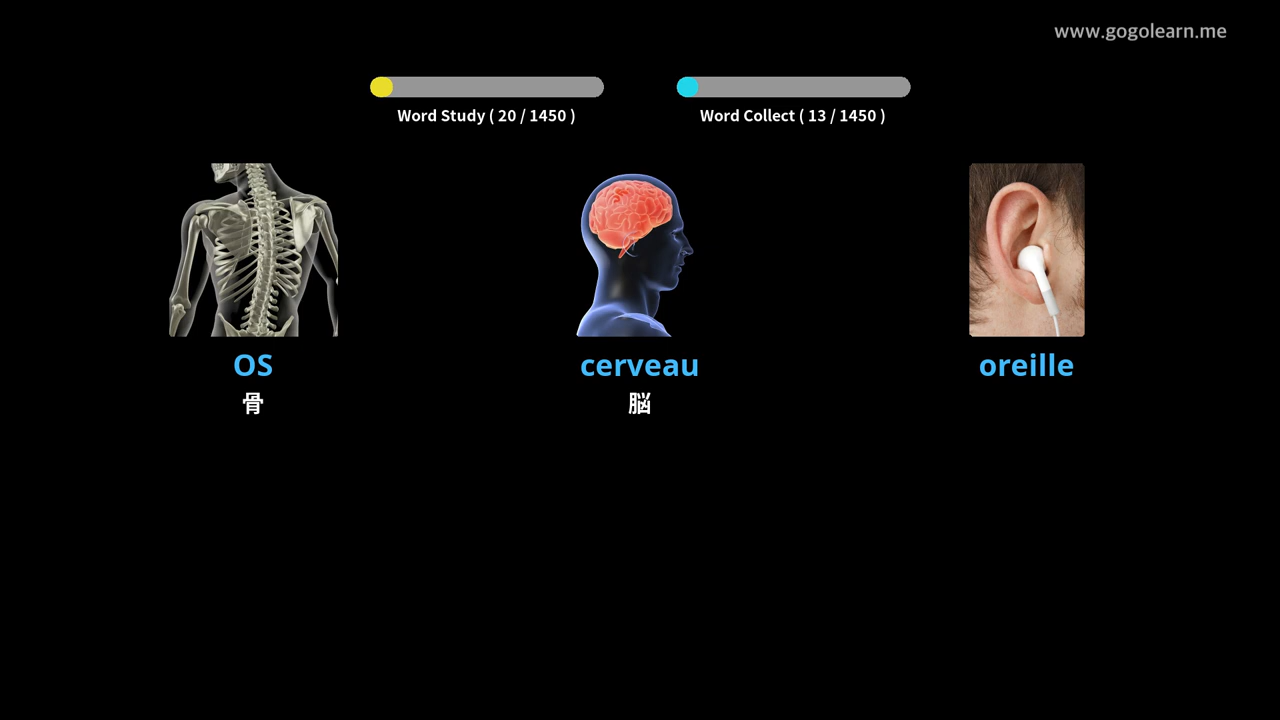 www.gogolearn.me
Word Study ( 20 / 1450 )
Word Collect ( 13 / 1450 )
os
cerveau
oreille
骨
脳